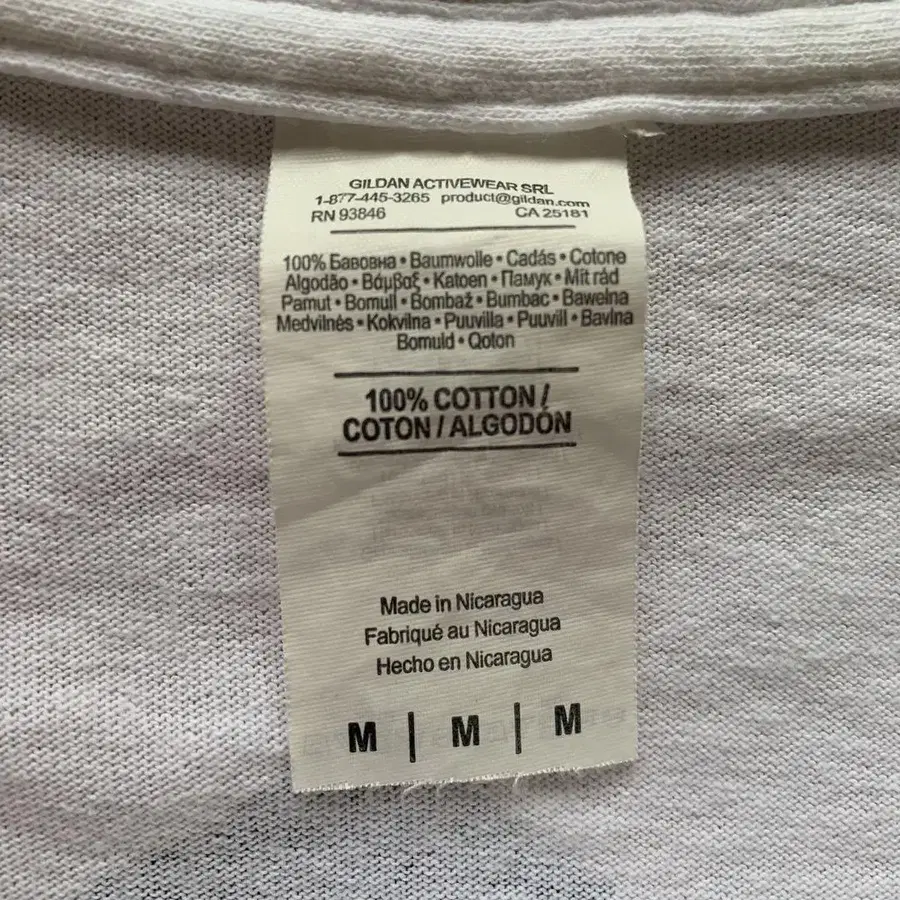 GILDAN ACTIVEWEAR SRL
1-877-445-3265 product@gildan.com
RN 93846 CA 25181
100% Бавовна • Baumwolle • Cadás • Cotone
Algodão • Βάμβαξ • Katoen • Памук • Mít rád
Pamut • Bomull • Bombaž • Bumbac • Bawełna
Medvilnės • Kokvilna • Puuvilla • Puuvill • Bavlna
Bomuld • Qoton
100% COTTON /
COTON / ALGODÓN
Made in Nicaragua
Fabriqué au Nicaragua
Hecho en Nicaragua
M | M | M